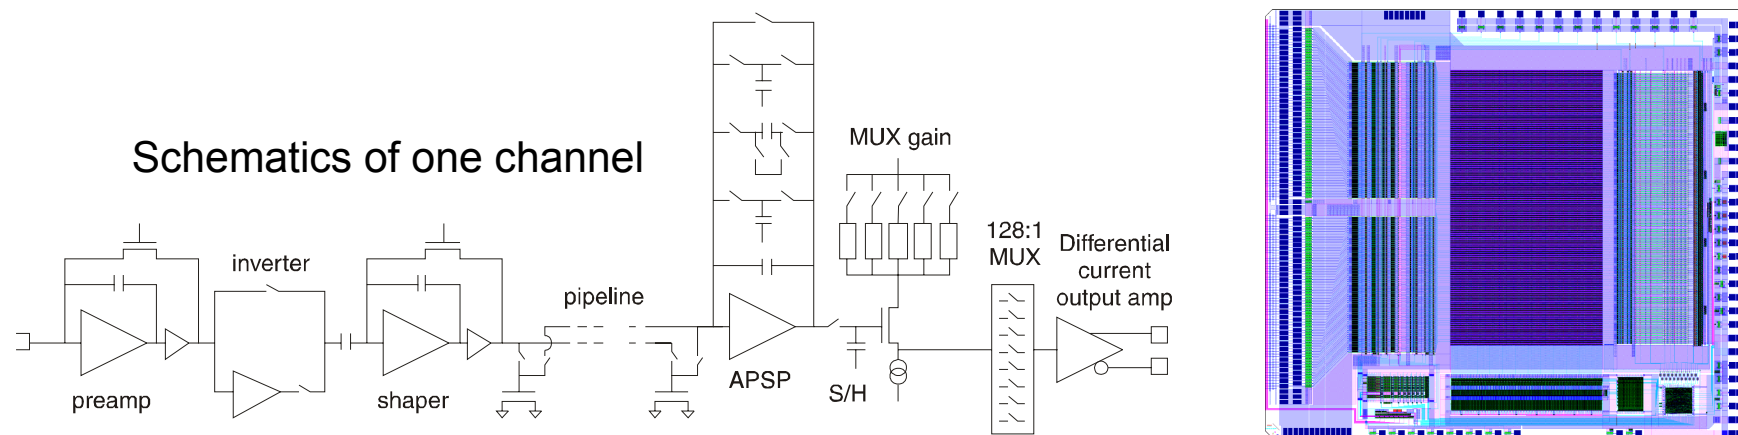 Schematics of one channel
MUX gain
128:1
MUX
Differential
current
output amp
inverter
pipeline
preamp
shaper
APSP
S/H